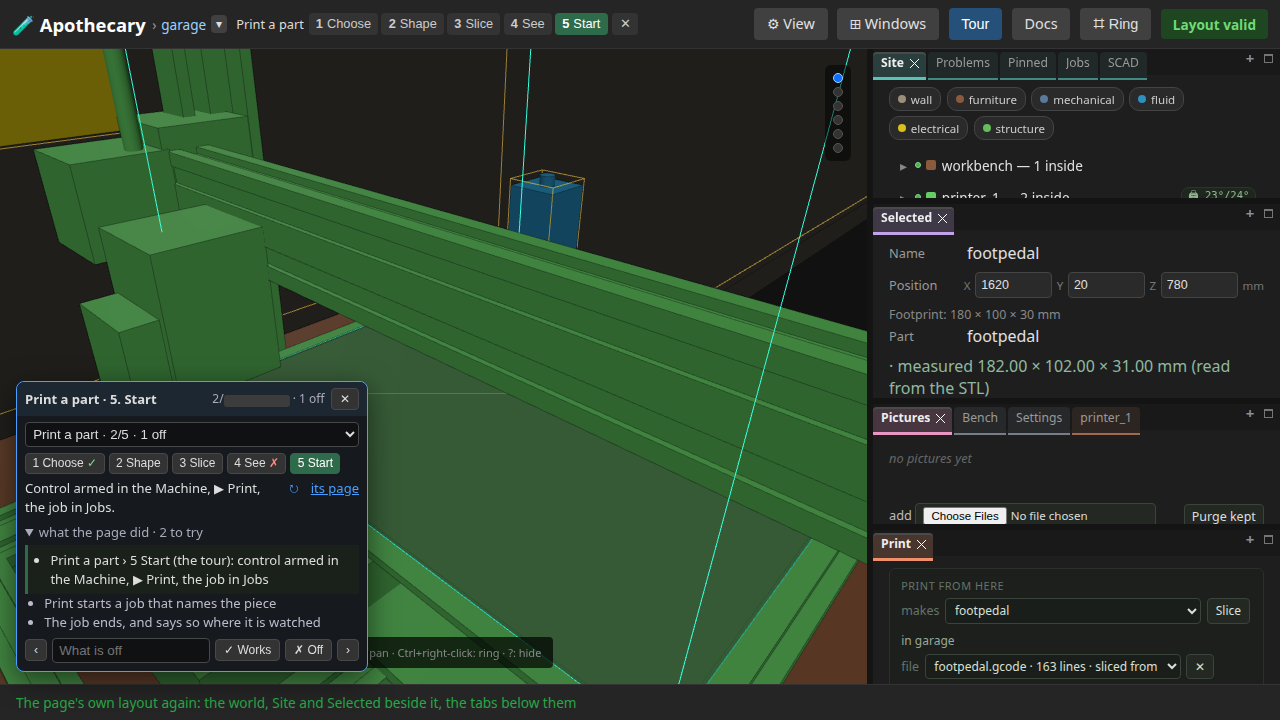 Apothecary › garage ▾ Print a part 1 Choose 2 Shape 3 Slice 4 See 5 Start ✕ ⚙ View ⊞ Windows Tour Docs ⌗ Ring Layout valid
Site ✕ Problems Pinned Jobs SCAD
wall furniture mechanical fluid
electrical structure
▸ workbench — 1 inside
▸ printer_1 — 2 inside 23°/24°
Selected ✕
Name footpedal
Position X 1620 Y 20 Z 780 mm
Footprint: 180 × 100 × 30 mm
Part footpedal
· measured 182.00 × 102.00 × 31.00 mm (read
from the STL)
Pictures ✕ Bench Settings printer_1
no pictures yet
add Choose Files No file chosen Purge kept
Print ✕
PRINT FROM HERE
makes footpedal Slice
in garage
file footpedal.gcode · 163 lines · sliced from ✕
Print a part · 5. Start 2/ · 1 off ✕
Print a part · 2/5 · 1 off
1 Choose ✓ 2 Shape 3 Slice 4 See ✗ 5 Start
Control armed in the Machine, ▶ Print, ↻ its page
the job in Jobs.
▼ what the page did · 2 to try
• Print a part › 5 Start (the tour): control armed in
the Machine, ▶ Print, the job in Jobs
• Print starts a job that names the piece
• The job ends, and says so where it is watched
‹ What is off ✓ Works ✗ Off ›
pan · Ctrl+right-click: ring · ?: hide
The page's own layout again: the world, Site and Selected beside it, the tabs below them